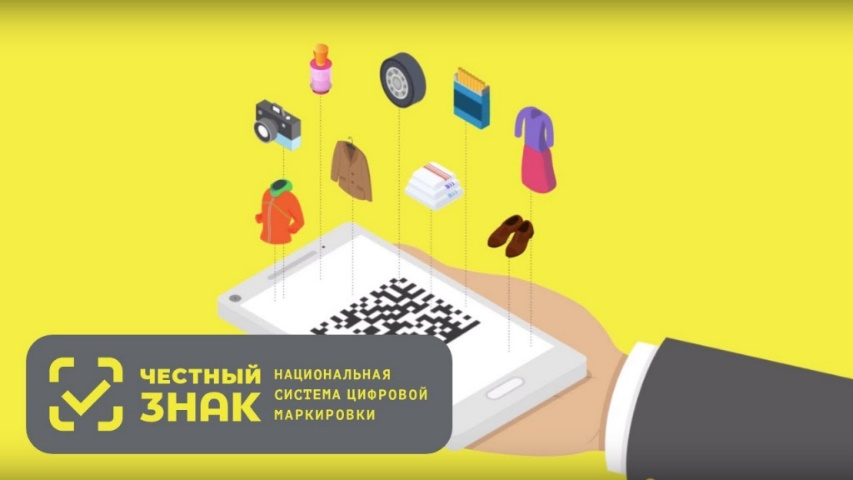 ЧЕСТНЫЙ
ЗНАК
НАЦИОНАЛЬНАЯ
СИСТЕМА ЦИФРОВОЙ
МАРКИРОВКИ